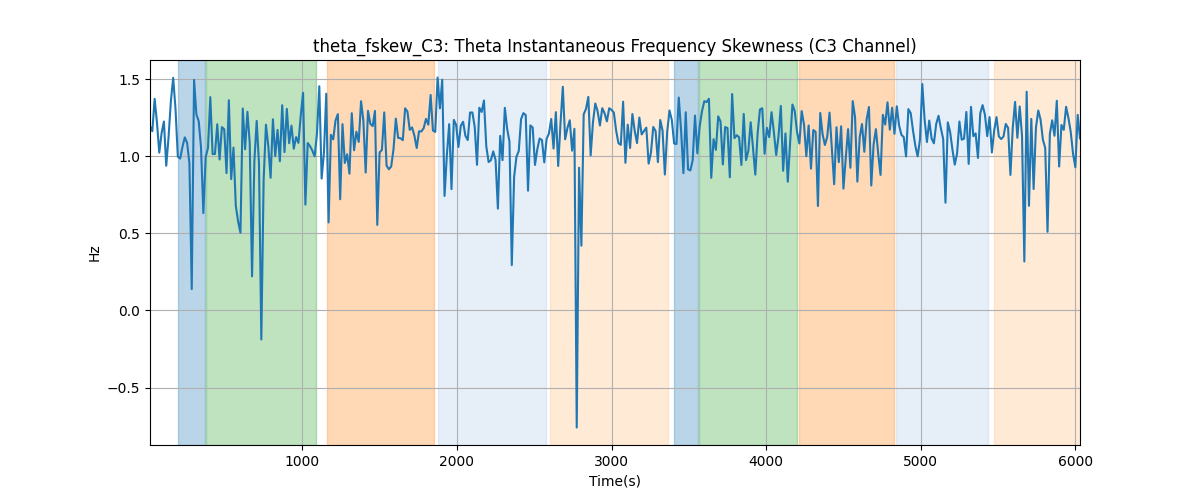 theta_fskew_C3: Theta Instantaneous Frequency Skewness (C3 Channel)
1.5
1.0
0.5
0.0
−0.5
Hz
1000 2000 3000 4000 5000 6000
Time(s)